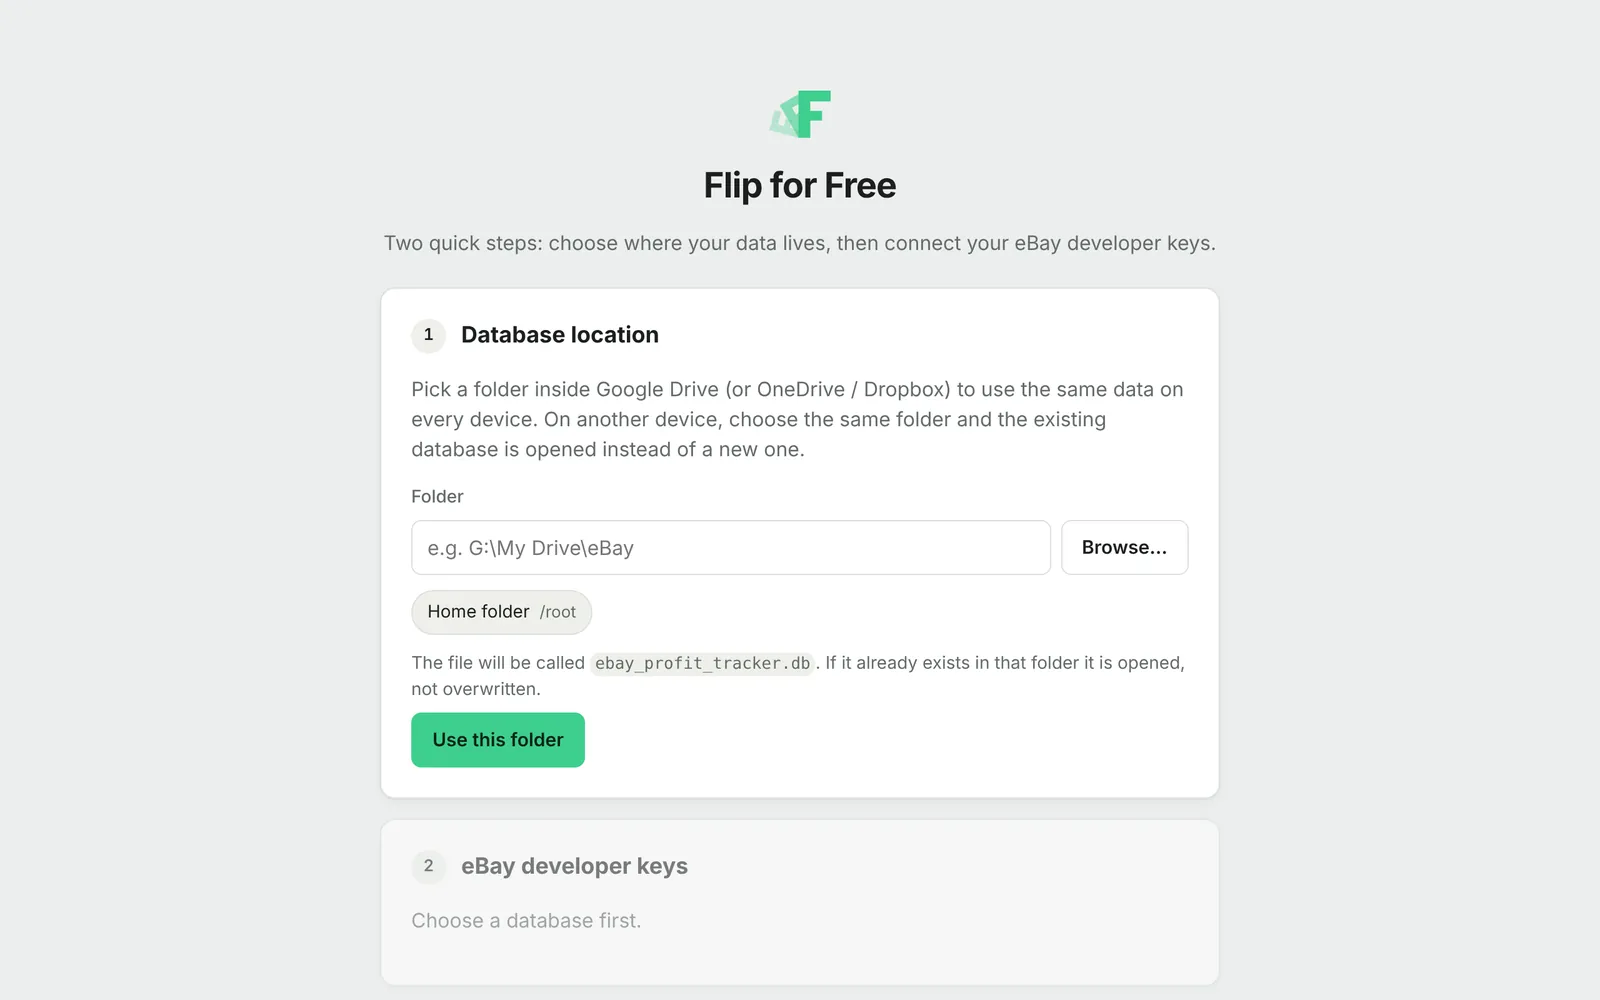 F
Flip for Free
Two quick steps: choose where your data lives, then connect your eBay developer keys.
1 Database location
Pick a folder inside Google Drive (or OneDrive / Dropbox) to use the same data on
every device. On another device, choose the same folder and the existing
database is opened instead of a new one.
Folder
e.g. G:\My Drive\eBay Browse...
Home folder /root
The file will be called ebay_profit_tracker.db. If it already exists in that folder it is opened,
not overwritten.
Use this folder
2 eBay developer keys
Choose a database first.